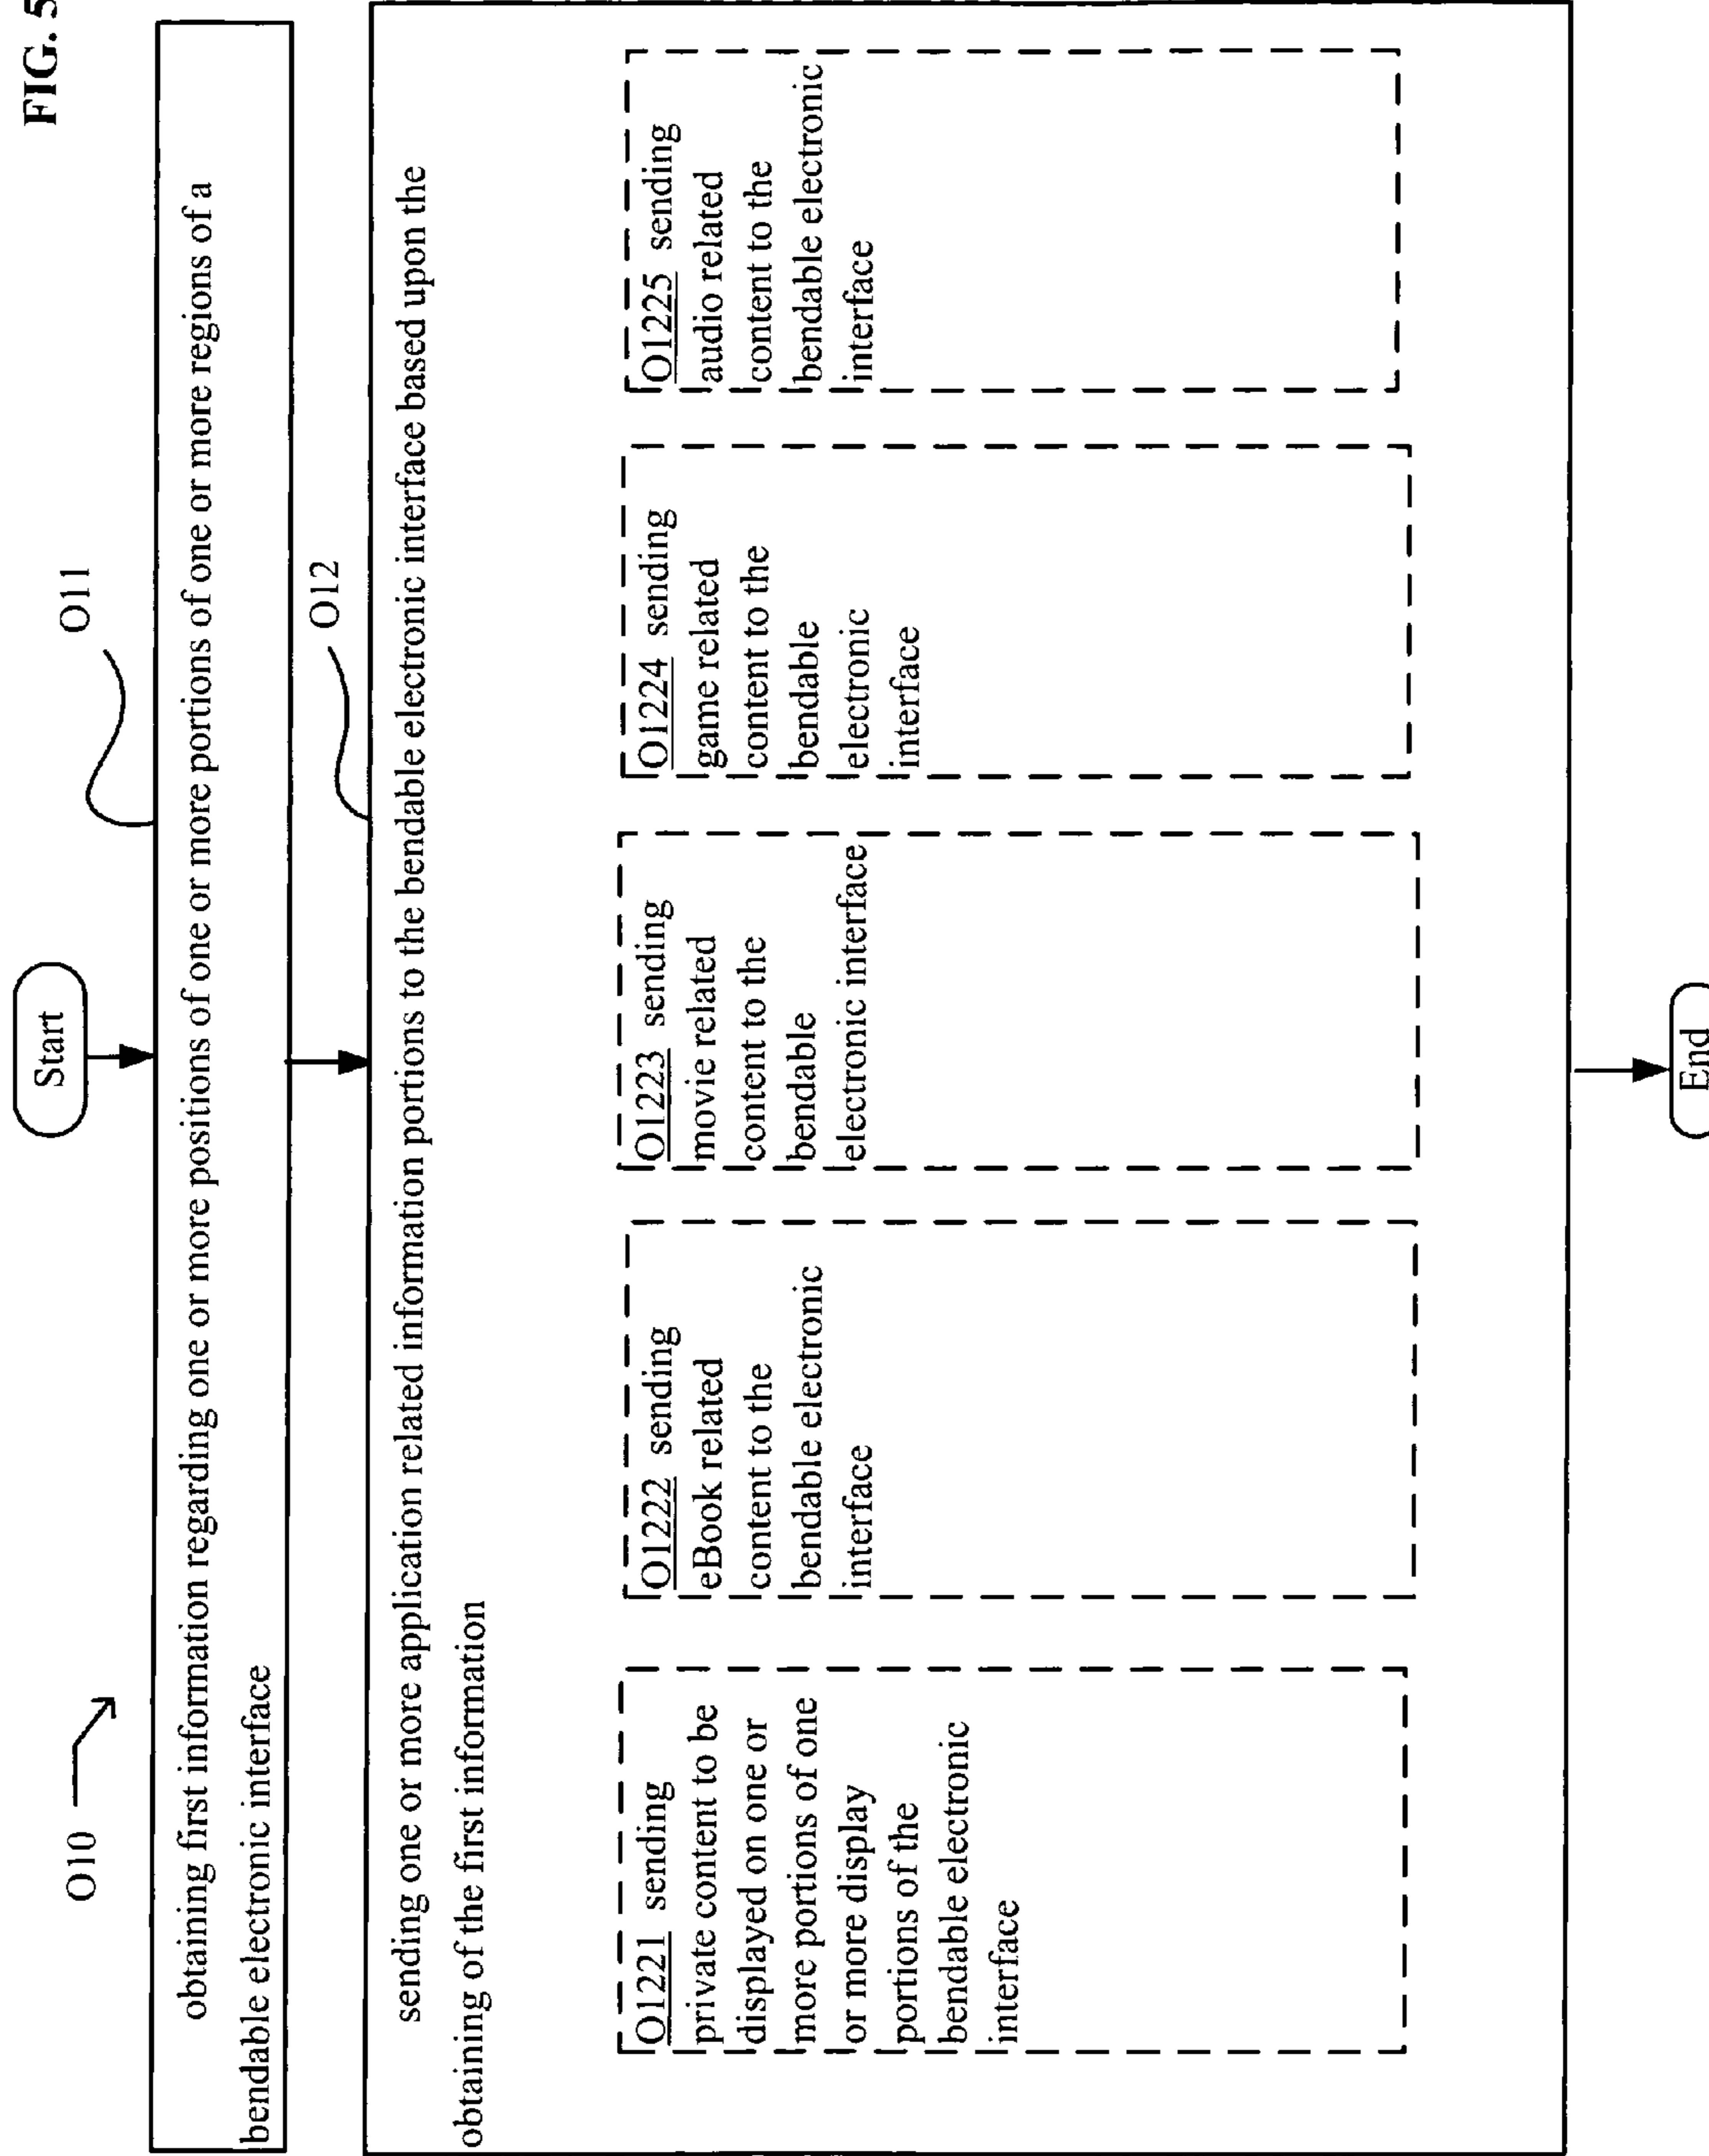 FIG. 5
O10
Start
O11
obtaining first information regarding one or more positions of one or more portions of one or more regions of a
bendable electronic interface
O12
sending one or more application related information portions to the bendable electronic interface based upon the
obtaining of the first information
O1221 sending
private content to be
displayed on one or
more portions of one
or more display
portions of the
bendable electronic
interface
O1222 sending
eBook related
content to the
bendable electronic
interface
O1223 sending
movie related
content to the
bendable
electronic interface
O1224 sending
game related
content to the
bendable
electronic
interface
O1225 sending
audio related
content to the
bendable electronic
interface
End